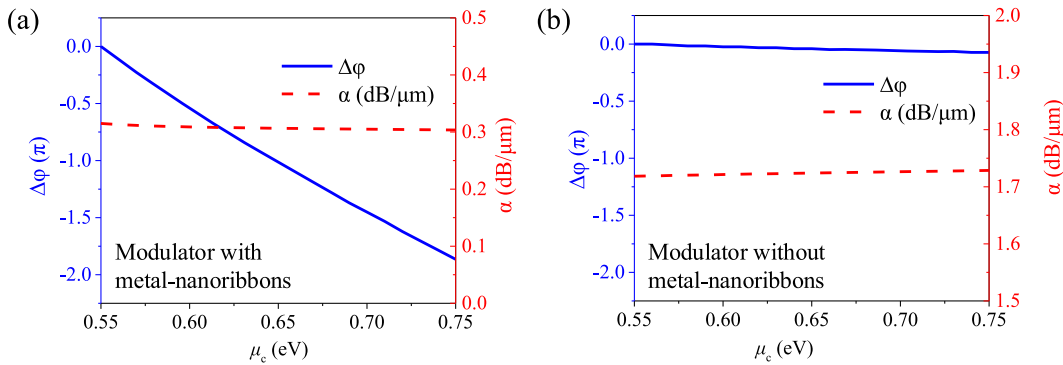 (a)
0.0
-0.5
-1.0
-1.5
-2.0
Δφ (π)
0.5
0.4
0.3
0.2
0.1
0.0
α (dB/μm)
Δφ
α (dB/μm)
Modulator with
metal-nanoribbons
0.55
0.60
0.65
0.70
0.75
μc (eV)
(b)
0.0
-0.5
-1.0
-1.5
-2.0
Δφ (π)
2.0
1.9
1.8
1.7
1.6
1.5
α (dB/μm)
Δφ
α (dB/μm)
Modulator without
metal-nanoribbons
0.55
0.60
0.65
0.70
0.75
μc (eV)